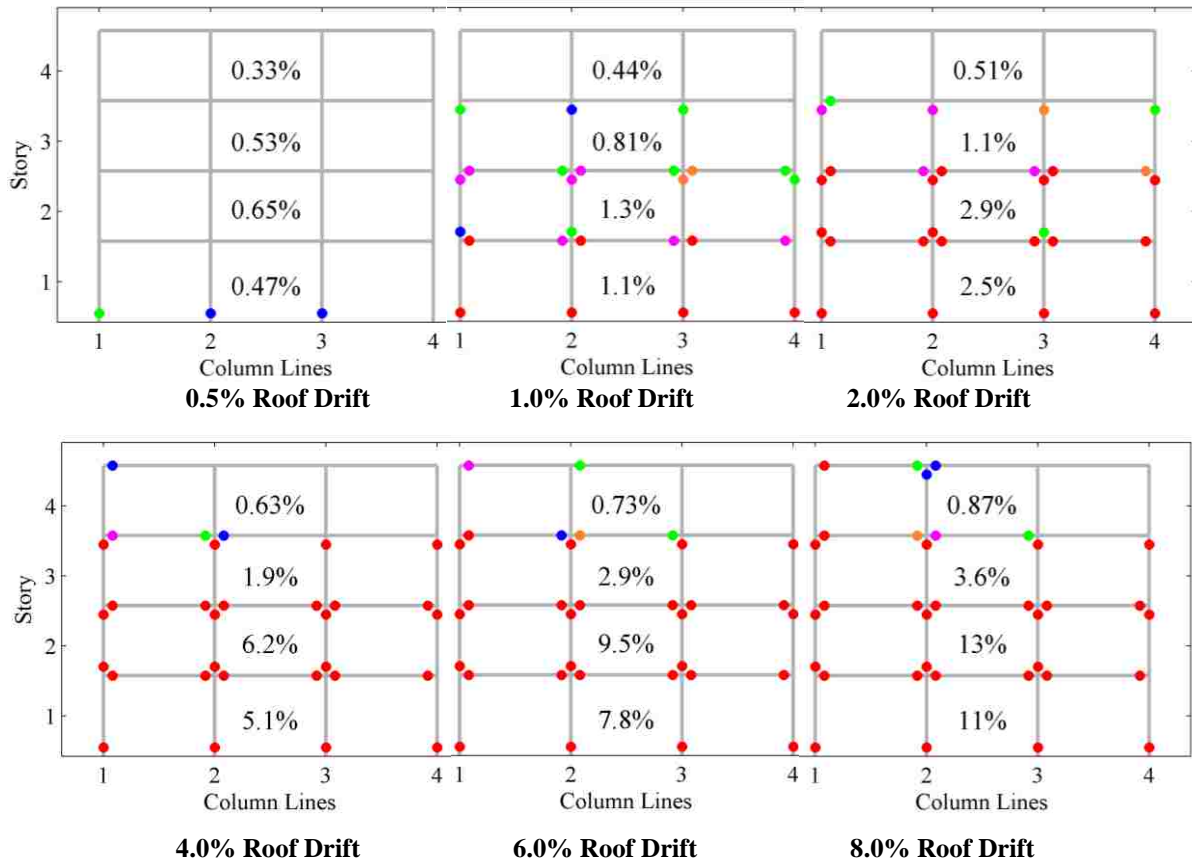 4
3
2
1
Story
0.33%
0.53%
0.65%
0.47%
1 2 3 4
Column Lines
0.5% Roof Drift
0.44%
0.81%
1.3%
1.1%
1 2 3 4
Column Lines
1.0% Roof Drift
0.51%
1.1%
2.9%
2.5%
1 2 3 4
Column Lines
2.0% Roof Drift
4
3
2
1
Story
0.63%
1.9%
6.2%
5.1%
1 2 3 4
Column Lines
4.0% Roof Drift
0.73%
2.9%
9.5%
7.8%
1 2 3 4
Column Lines
6.0% Roof Drift
0.87%
3.6%
13%
11%
1 2 3 4
Column Lines
8.0% Roof Drift